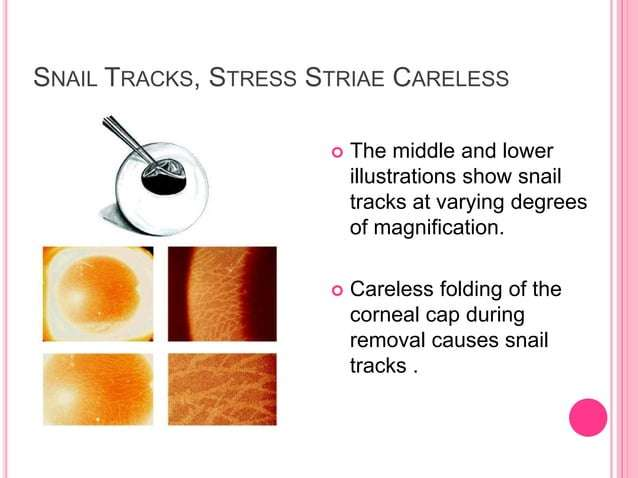 SNAIL TRACKS, STRESS STRIAE CARELESS
The middle and lower
illustrations show snail
tracks at varying degrees
of magnification.
Careless folding of the
corneal cap during
removal causes snail
tracks .